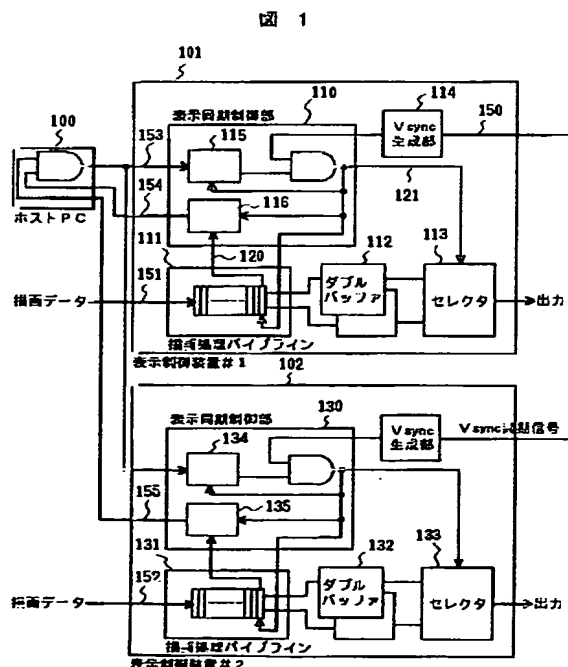 図 1
101
110
114
表示同期制御部
Vsync
生成部
150
100
153
115
154
116
121
ホストPC
111
120
112
113
描画データ
151
ダブル
バッファ
セレクタ
出力
描画処理パイプライン
表示制御装置#1
102
表示同期制御部
130
134
Vsync
生成部
Vsync同期信号
155
135
131
132
133
描画データ
152
ダブル
バッファ
セレクタ
出力
描画処理パイプライン
表示制御装置#2